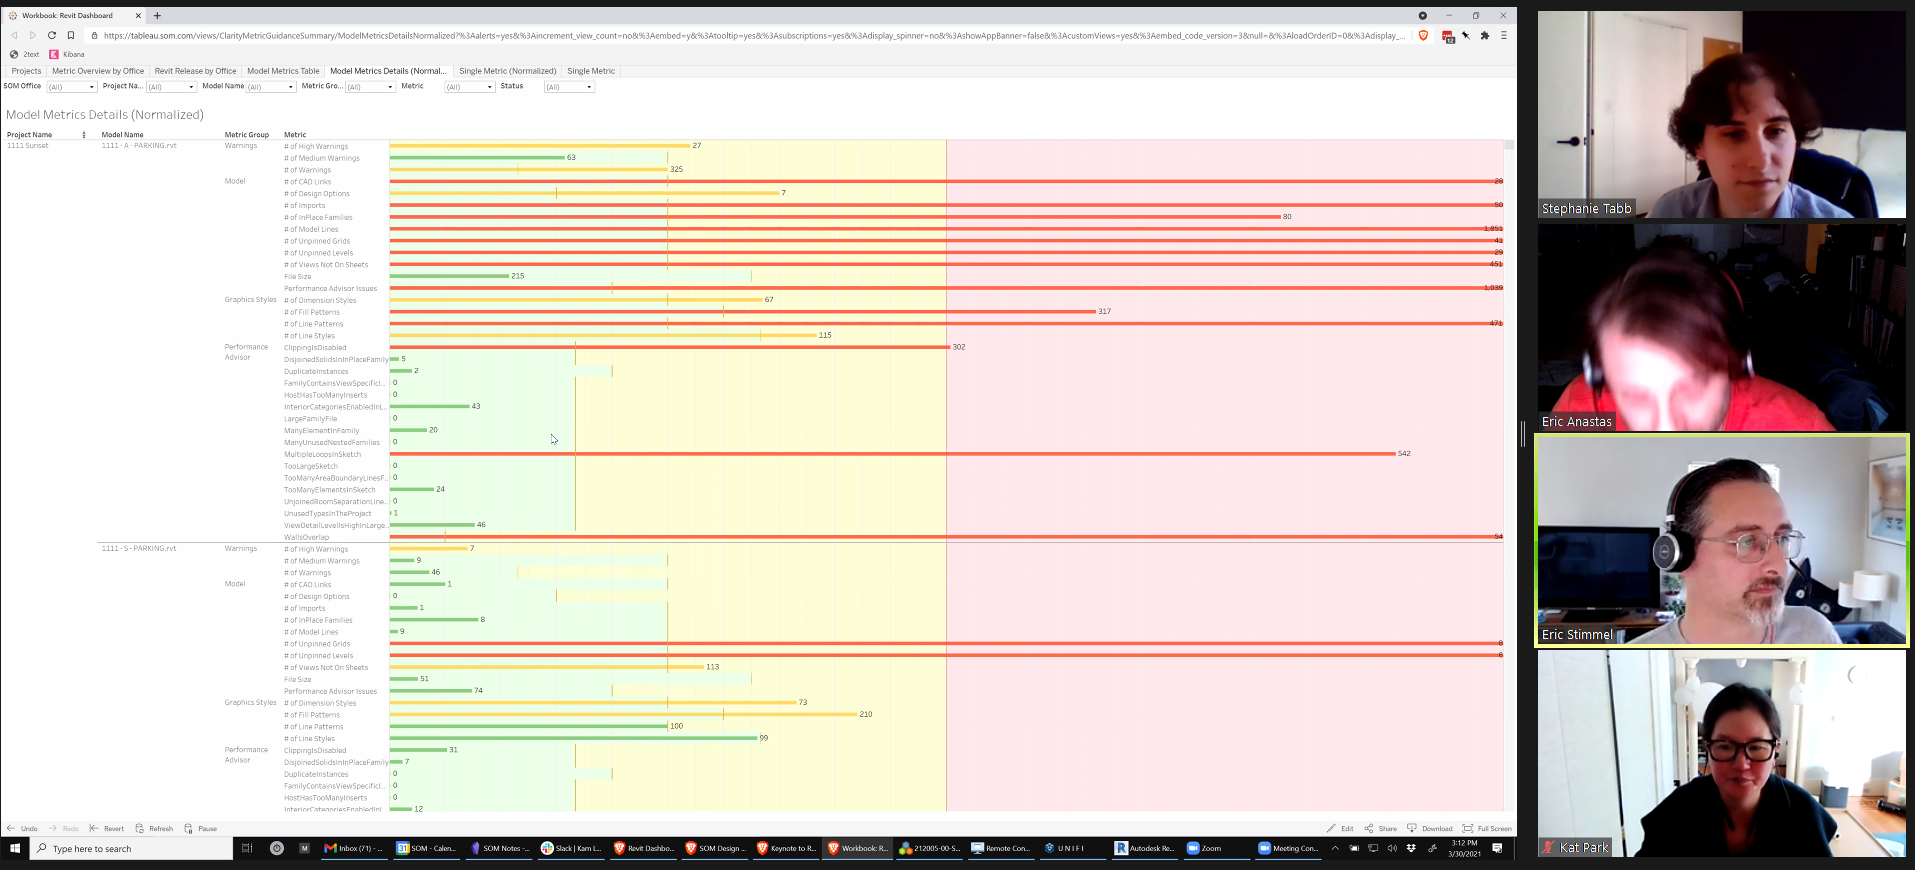 Workbook: Revit Dashboard
https://tableau.som.com/views/ClarityMetricGuidanceSummary/ModelMetricsDetailsNormalized?%3Aalerts=yes&%3Aincrement_view_count=no&%3Aembed=y&%3Atooltip=yes&%3Asubscriptions=yes&%3Adisplay_spinner=no&%3AshowAppBanner=false&%3AcustomViews=yes&%3Aembed_code_version=3&null=&%3AloadOrderID=0&%3Adisplay_...
12
2text Kibana
Projects Metric Overview by Office Revit Release by Office Model Metrics Table Model Metrics Details (Normal... Single Metric (Normalized) Single Metric
SOM Office (All) Project Na... (All) Model Name (All) Metric Gro... (All) Metric (All) Status (All)
Model Metrics Details (Normalized)
Project Name Model Name Metric Group Metric
1111 Sunset 1111 - A - PARKING.rvt Warnings # of High Warnings 27
# of Medium Warnings 63
# of Warnings 325
Model # of CAD Links 28
# of Design Options 7
# of Imports 50
# of InPlace Families 80
# of Model Lines 1,851
# of Unpinned Grids 41
# of Unpinned Levels 29
# of Views Not On Sheets 451
File Size 215
Performance Advisor Issues 1,039
Graphics Styles # of Dimension Styles 67
# of Fill Patterns 317
# of Line Patterns 471
# of Line Styles 115
Performance Advisor ClippingIsDisabled 302
DisjoinedSolidsInInPlaceFamily 5
DuplicateInstances 2
FamilyContainsViewSpecificI... 0
HostHasTooManyInserts 0
InteriorCategoriesEnabledInL... 43
LargeFamilyFile 0
ManyElementInFamily 20
ManyUnusedNestedFamilies 0
MultipleLoopsInSketch 542
TooLargeSketch 0
TooManyAreaBoundaryLinesF... 0
TooManyElementsInSketch 24
UnjoinedRoomSeparationLine... 0
UnusedTypesInTheProject 1
ViewDetailLevelIsHighInLarge... 46
WallsOverlap 54
1111 - S - PARKING.rvt Warnings # of High Warnings 7
# of Medium Warnings 9
# of Warnings 46
Model # of CAD Links 1
# of Design Options 0
# of Imports 1
# of InPlace Families 8
# of Model Lines 9
# of Unpinned Grids 8
# of Unpinned Levels 6
# of Views Not On Sheets 113
File Size 51
Performance Advisor Issues 74
Graphics Styles # of Dimension Styles 73
# of Fill Patterns 210
# of Line Patterns 100
# of Line Styles 99
Performance Advisor ClippingIsDisabled 31
DisjoinedSolidsInInPlaceFamily 7
DuplicateInstances 0
FamilyContainsViewSpecificI... 0
HostHasTooManyInserts 0
InteriorCategoriesEnabledInL... 12
Undo Redo Revert Refresh Pause Edit Share Download Full Screen
Type here to search
M Inbox (71) - ... SOM - Calen... SOM Notes -... Slack | Kam L... Revit Dashbo... SOM Design ... Keynote to R... Workbook: R... 212005-00-S... Remote Con... U N I F I Autodesk Re... Zoom Meeting Con...
3:12 PM
3/30/2021
Stephanie Tabb
Eric Anastas
Eric Stimmel
Kat Park